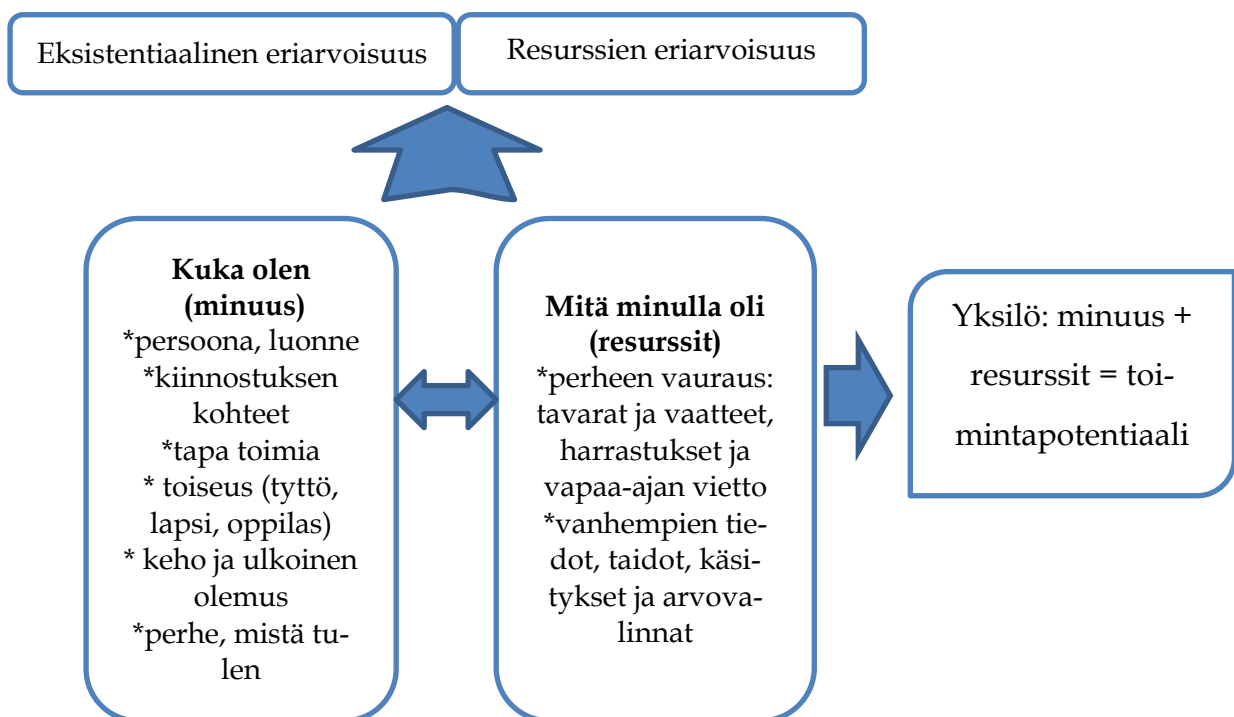 Eksistentiaalinen eriarvoisuus
Resurssien eriarvoisuus
Kuka olen
(minuus)
*persoona, luonne
*kiinnostuksen
kohteet
*tapa toimia
* toiseus (tyttö,
lapsi, oppilas)
* keho ja ulkoinen
olemus
*perhe, mistä tu-
len
Mitä minulla oli
(resurssit)
*perheen vauraus:
tavarat ja vaatteet,
harrastukset ja
vapaa-ajan vietto
*vanhempien tie-
dot, taidot, käsi-
tykset ja arvova-
linnat
Yksilö: minuus +
resurssit = toi-
mintapotentiaali